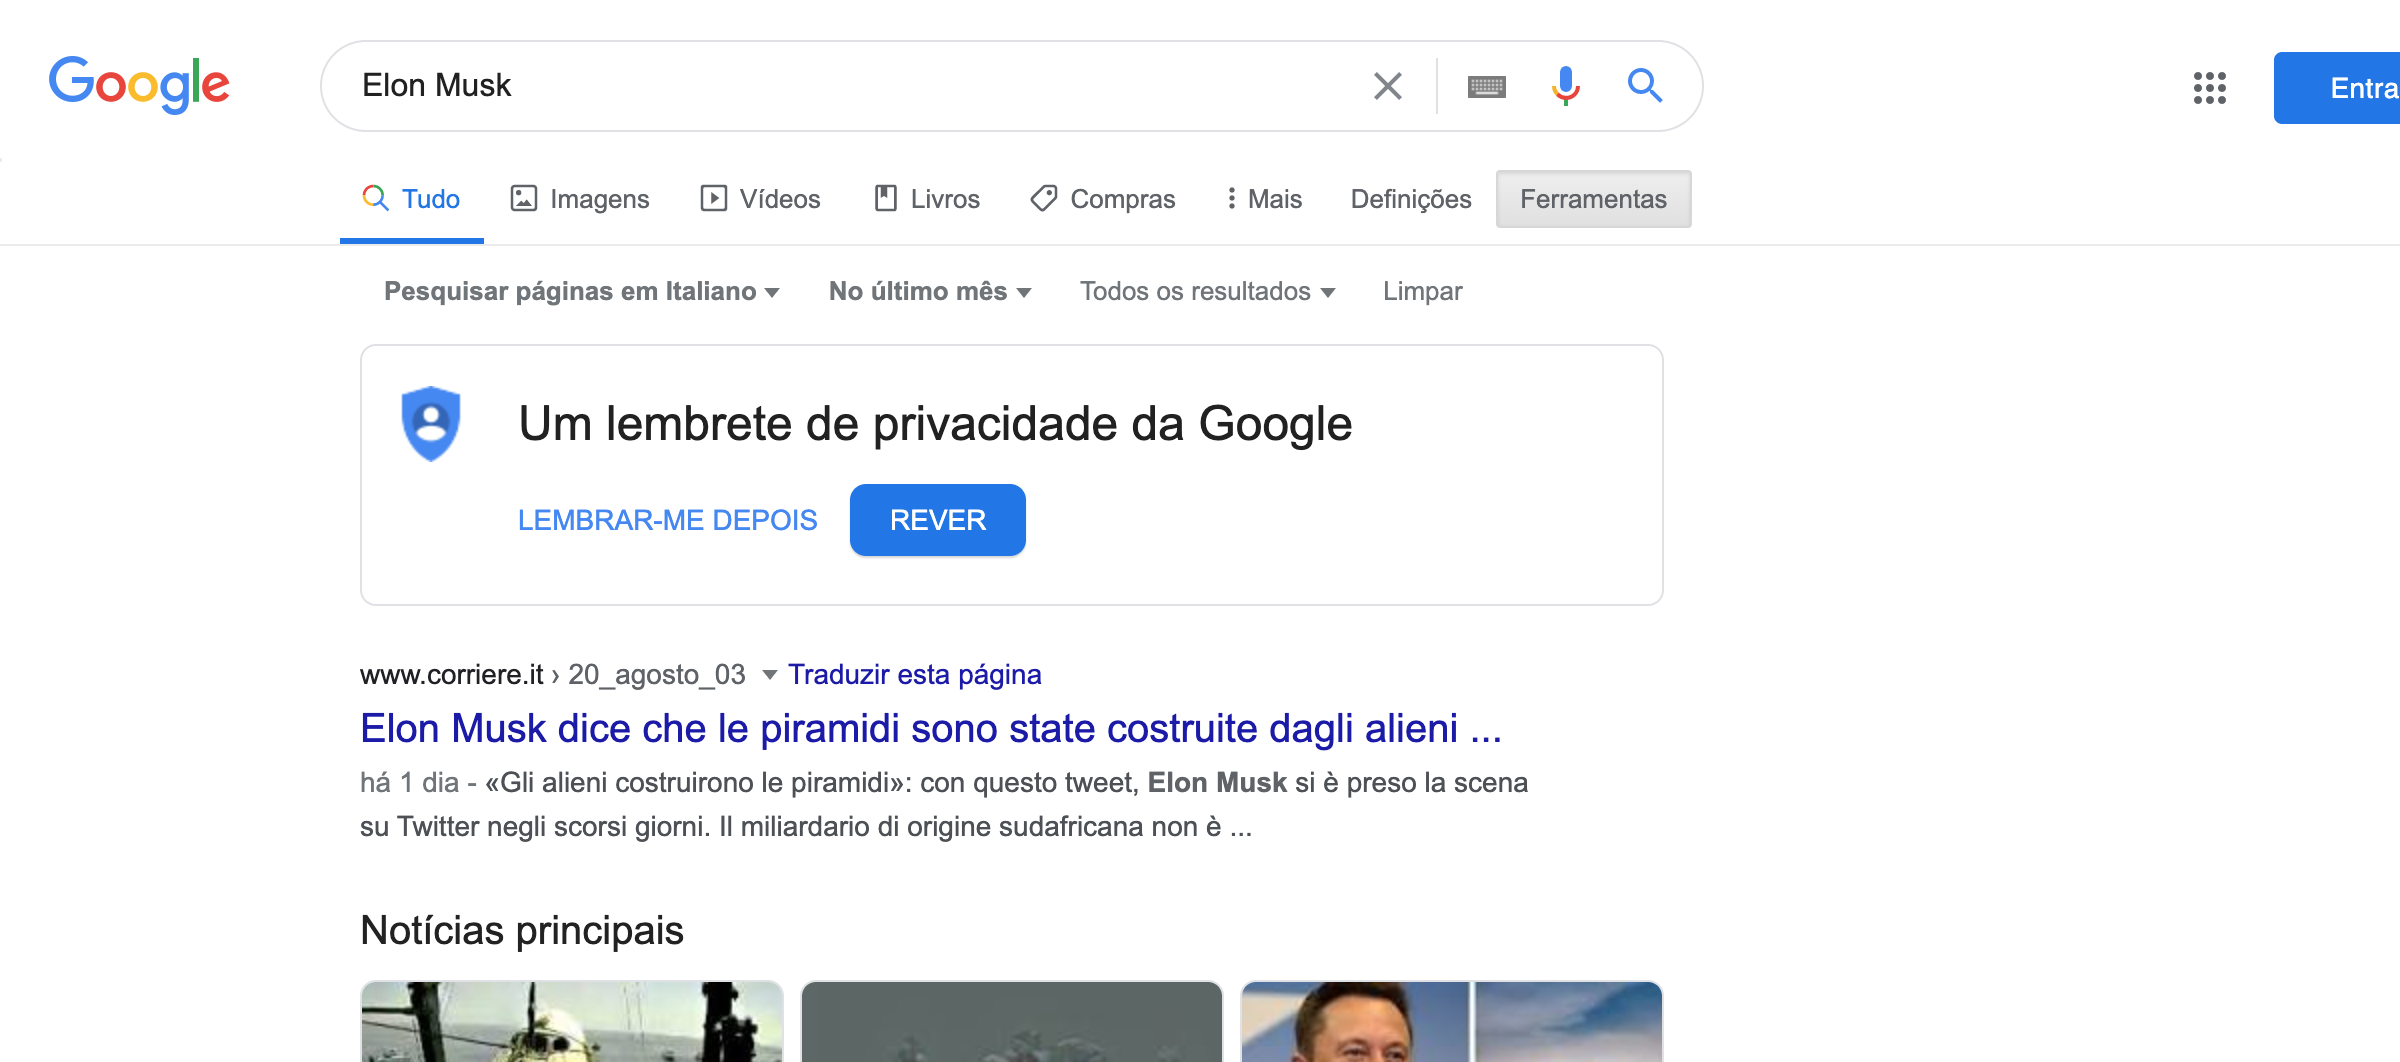 Google
Elon Musk
Entra
Tudo Imagens Vídeos Livros Compras Mais Definições Ferramentas
Pesquisar páginas em Italiano No último mês Todos os resultados Limpar
Um lembrete de privacidade da Google
LEMBRAR-ME DEPOIS REVER
www.corriere.it › 20_agosto_03 Traduzir esta página
Elon Musk dice che le piramidi sono state costruite dagli alieni ...
há 1 dia - «Gli alieni costruirono le piramidi»: con questo tweet, Elon Musk si è preso la scena
su Twitter negli scorsi giorni. Il miliardario di origine sudafricana non è ...
Notícias principais